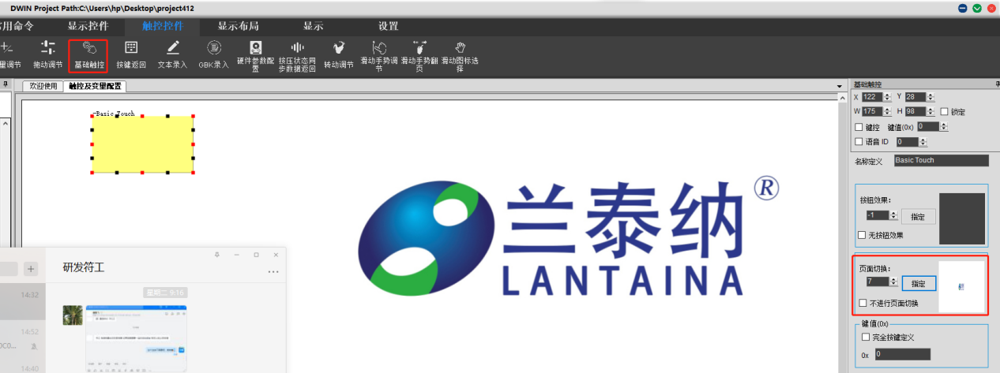 DWIN Project Path:C:\Users\hp\Desktop\project412
用命令 显示控件 触控控件 显示布局 显示 设置
量调节 拖动调节 基础触控 按键返回 文本录入 GBK录入 硬件参数配置 按压状态同步数据返回 转动调节 滑动手势调节 滑动手势翻页 滑动图标选择
欢迎使用 触控及变量配置
Basic Touch
兰泰纳®
LANTAINA
研发符工
14:32
星期二 9:16
14:52
14:40
基础触控
X 122 Y 28
W 175 H 98 锁定
键控 键值(0x) 0
语音 ID 0
名称定义 Basic Touch
按钮效果:
-1 指定
无按钮效果
页面切换:
7 指定
不进行页面切换
键值(0x)
完全按键定义
0x 0